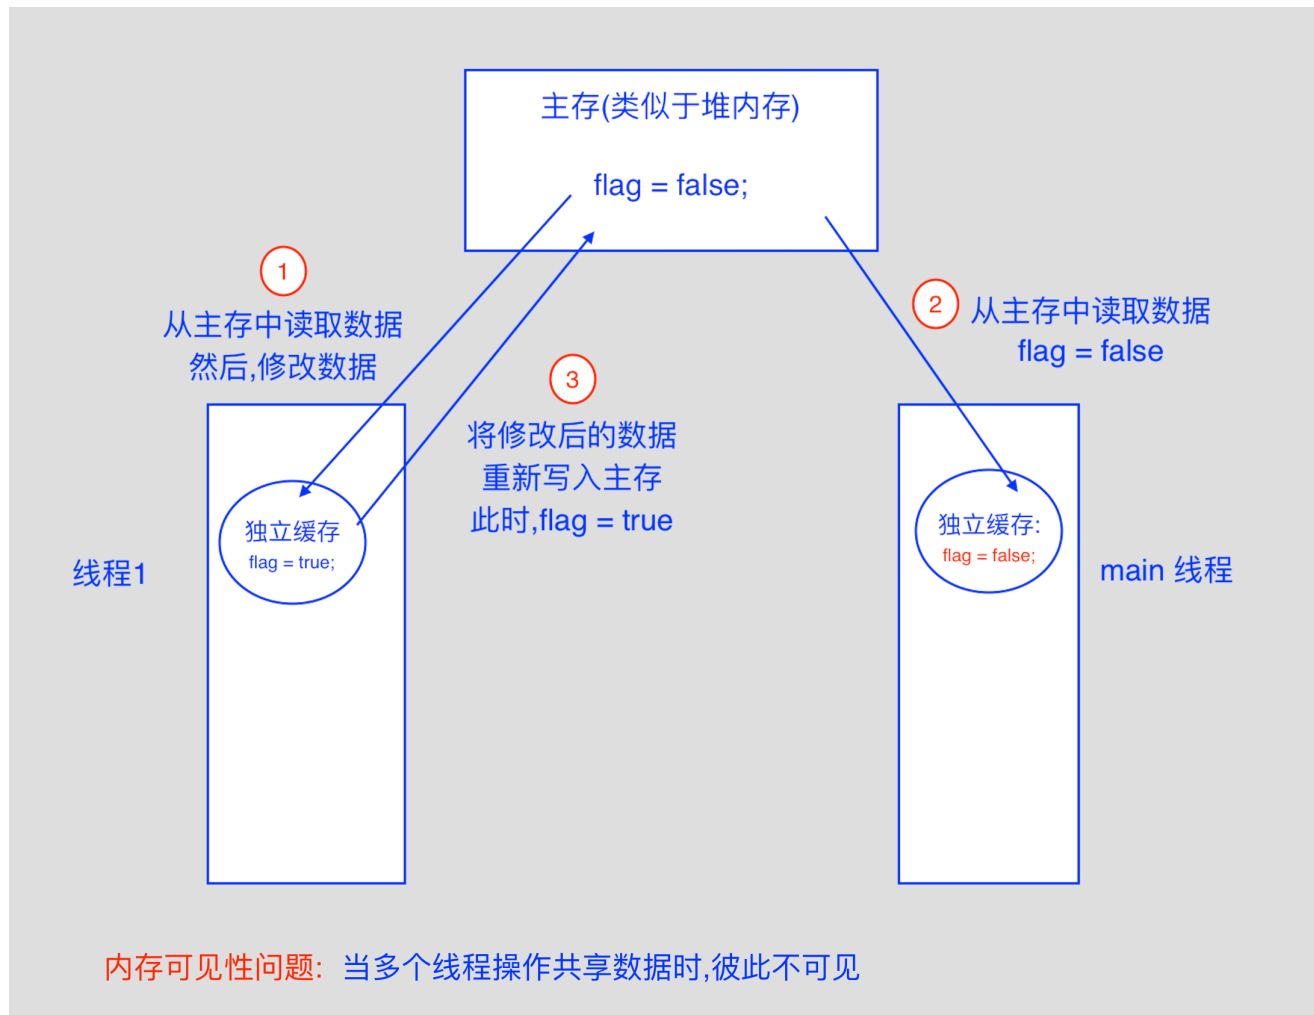 主存(类似于堆内存)
flag = false;
1
从主存中读取数据
然后,修改数据
2
从主存中读取数据
flag = false
3
将修改后的数据
重新写入主存
此时,flag = true
独立缓存
flag = true;
线程1
独立缓存:
flag = false;
main 线程
内存可见性问题: 当多个线程操作共享数据时,彼此不可见